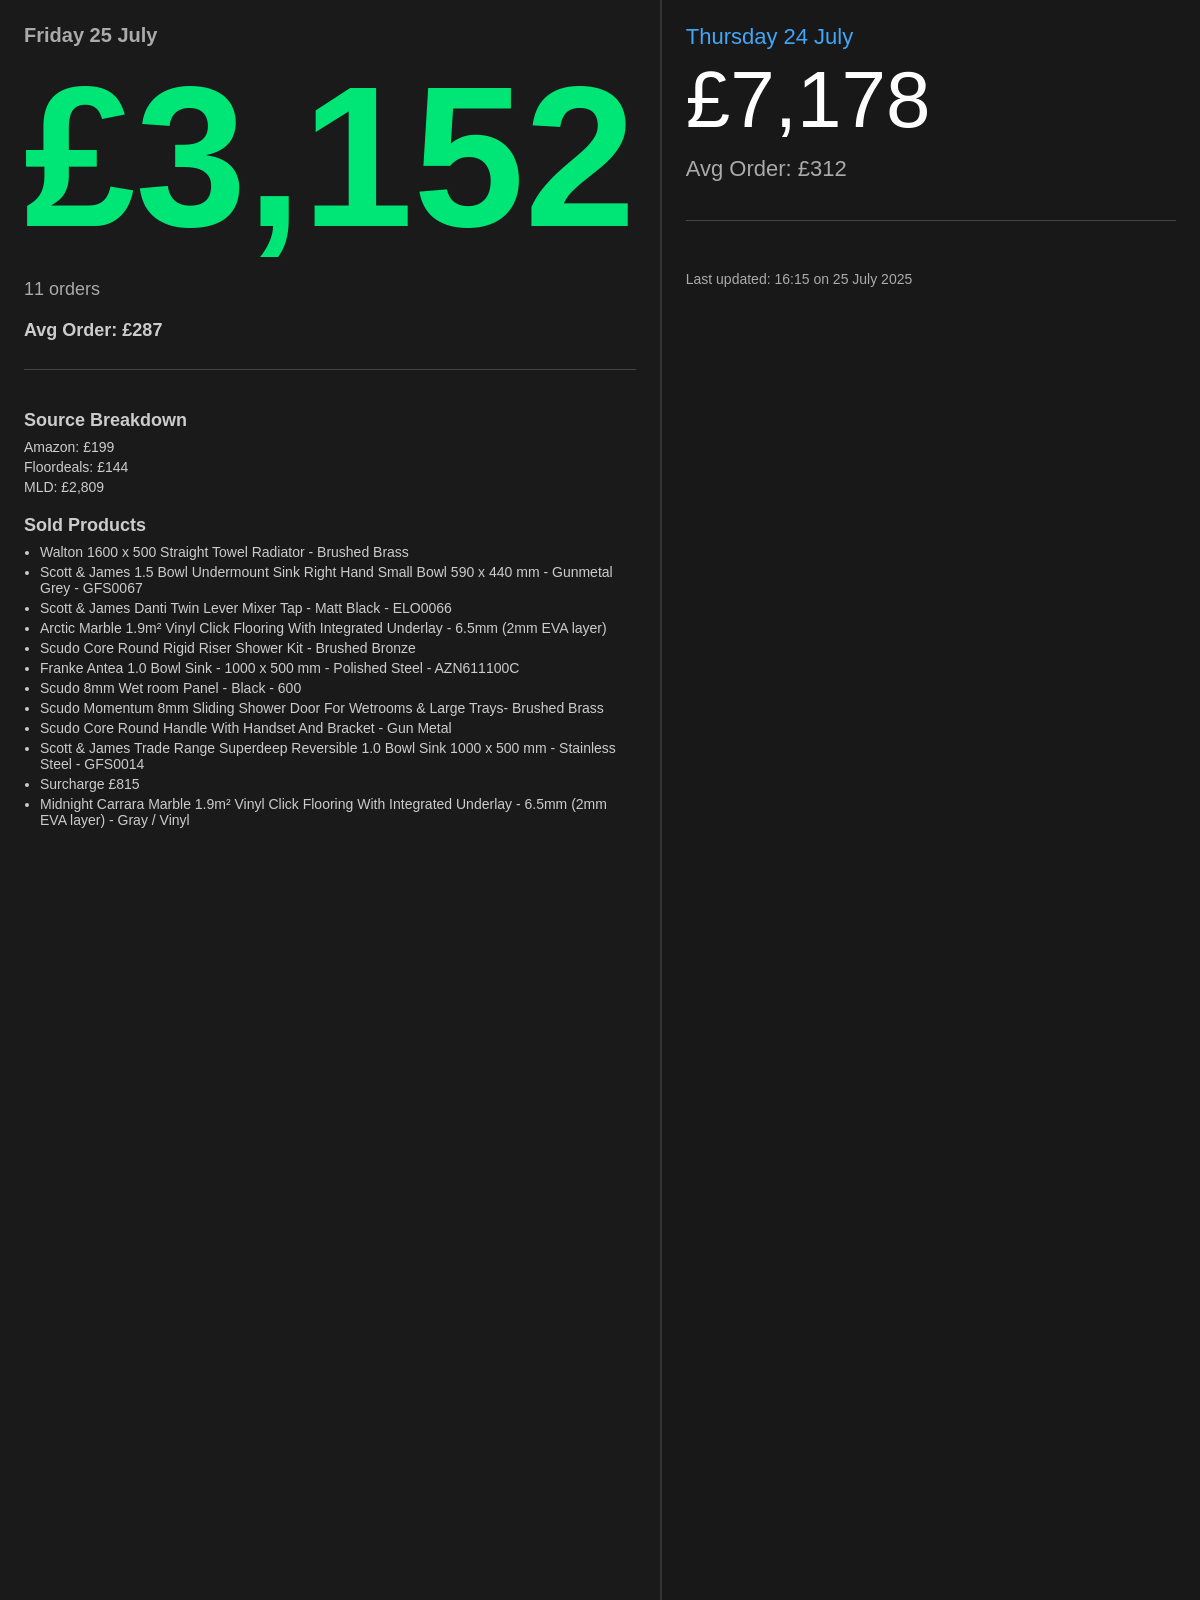 Friday 25 July
£3,152
11 orders
Avg Order: £287
Source Breakdown
Amazon: £199
Floordeals: £144
MLD: £2,809
Sold Products
• Walton 1600 x 500 Straight Towel Radiator - Brushed Brass
• Scott & James 1.5 Bowl Undermount Sink Right Hand Small Bowl 590 x 440 mm - Gunmetal
Grey - GFS0067
• Scott & James Danti Twin Lever Mixer Tap - Matt Black - ELO0066
• Arctic Marble 1.9m² Vinyl Click Flooring With Integrated Underlay - 6.5mm (2mm EVA layer)
• Scudo Core Round Rigid Riser Shower Kit - Brushed Bronze
• Franke Antea 1.0 Bowl Sink - 1000 x 500 mm - Polished Steel - AZN611100C
• Scudo 8mm Wet room Panel - Black - 600
• Scudo Momentum 8mm Sliding Shower Door For Wetrooms & Large Trays- Brushed Brass
• Scudo Core Round Handle With Handset And Bracket - Gun Metal
• Scott & James Trade Range Superdeep Reversible 1.0 Bowl Sink 1000 x 500 mm - Stainless
Steel - GFS0014
• Surcharge £815
• Midnight Carrara Marble 1.9m² Vinyl Click Flooring With Integrated Underlay - 6.5mm (2mm
EVA layer) - Gray / Vinyl
Thursday 24 July
£7,178
Avg Order: £312
Last updated: 16:15 on 25 July 2025